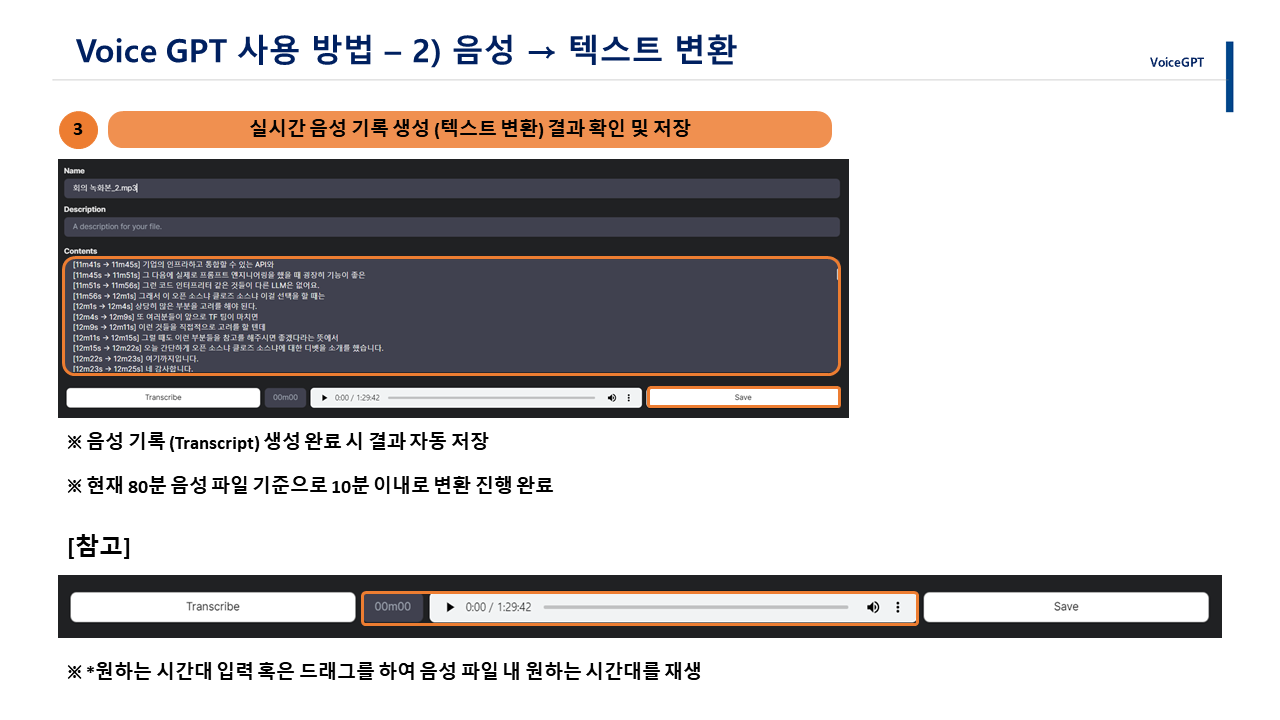 Voice GPT 사용 방법 – 2) 음성 → 텍스트 변환
VoiceGPT
3
실시간 음성 기록 생성 (텍스트 변환) 결과 확인 및 저장
Name
회의 녹화본_2.mp3
Description
A description for your file.
Contents
[11m41s → 11m45s] 기업의 인프라하고 통합할 수 있는 API와
[11m45s → 11m51s] 그 다음에 실제로 프롬프트 엔지니어링을 했을 때 굉장히 기능이 좋은
[11m51s → 11m56s] 그런 코드 인터프리터 같은 것들이 다른 LLM은 없어요.
[11m56s → 12m1s] 그래서 이 오픈 소스냐 클로즈 소스냐 이걸 선택을 할 때는
[12m1s → 12m4s] 상당히 많은 부분을 고려를 해야 된다.
[12m4s → 12m9s] 또 여러분들이 앞으로 TF 팀이 마치면
[12m9s → 12m11s] 이런 것들을 직접적으로 고려를 할 텐데
[12m11s → 12m15s] 그럴 때도 이런 부분들을 참고를 해주시면 좋겠다라는 뜻에서
[12m15s → 12m22s] 오늘 간단하게 오픈 소스냐 클로즈 소스냐에 대한 디벳을 소개를 했습니다.
[12m22s → 12m23s] 여기까지입니다.
[12m23s → 12m25s] 네 감사합니다.
Transcribe
00m00
0:00 / 1:29:42
Save
※ 음성 기록 (Transcript) 생성 완료 시 결과 자동 저장
※ 현재 80분 음성 파일 기준으로 10분 이내로 변환 진행 완료
[참고]
Transcribe
00m00
0:00 / 1:29:42
Save
※ *원하는 시간대 입력 혹은 드래그를 하여 음성 파일 내 원하는 시간대를 재생